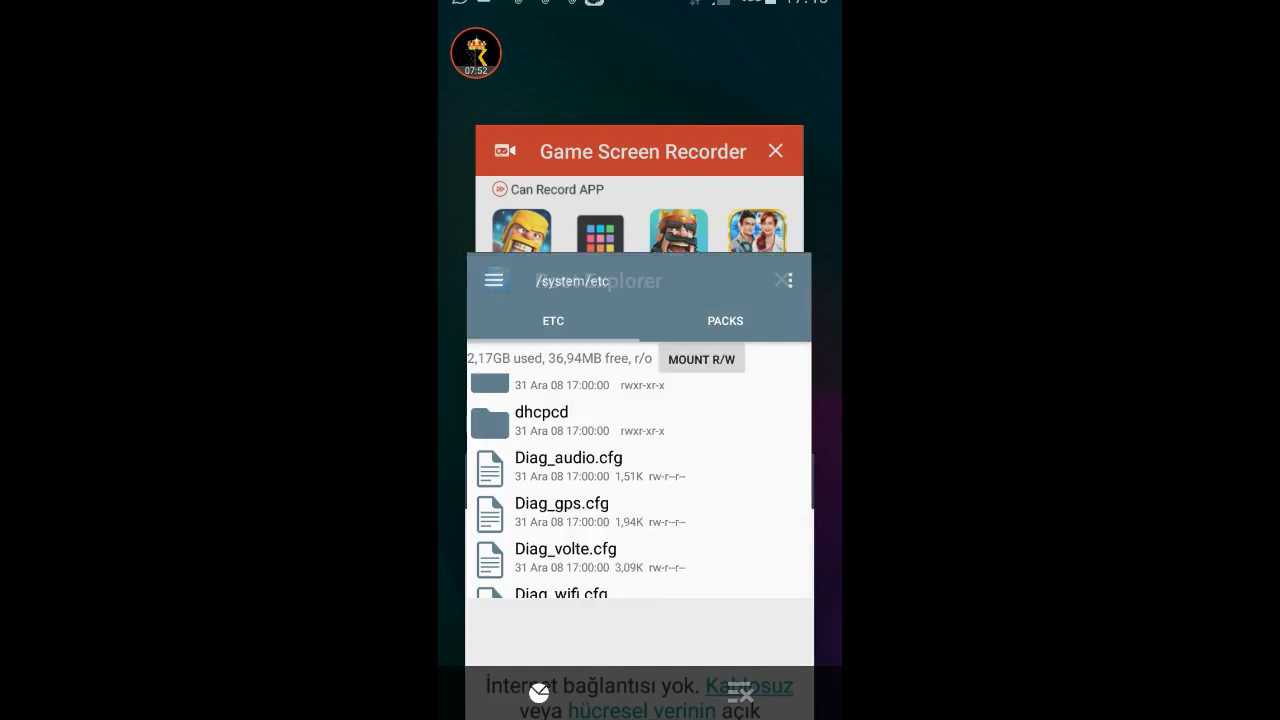 07:52
Game Screen Recorder
Can Record APP
Root Explorer
/system/etc
ETC
PACKS
2,17GB used, 36,94MB free, r/o
MOUNT R/W
31 Ara 08 17:00:00 rwxr-xr-x
dhcpcd
31 Ara 08 17:00:00 rwxr-xr-x
Diag_audio.cfg
31 Ara 08 17:00:00 1,51K rw-r--r--
Diag_gps.cfg
31 Ara 08 17:00:00 1,94K rw-r--r--
Diag_volte.cfg
31 Ara 08 17:00:00 3,09K rw-r--r--
Diag_wifi.cfg
İnternet bağlantısı yok. Kablosuz
veya hücresel verinin açık